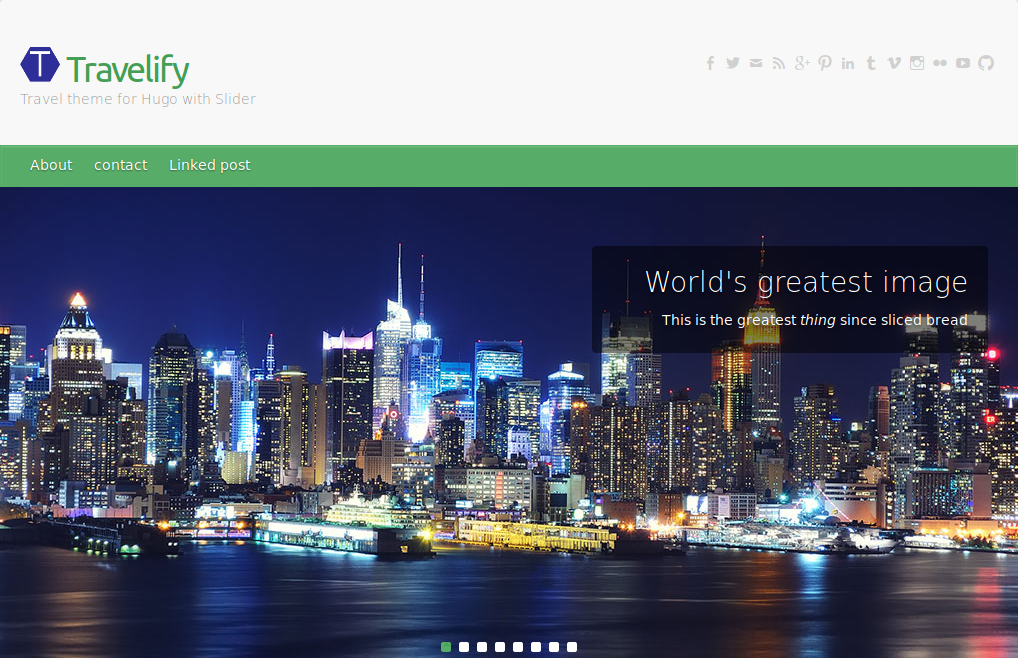 T Travelify
Travel theme for Hugo with Slider
About contact Linked post
World's greatest image
This is the greatest thing since sliced bread